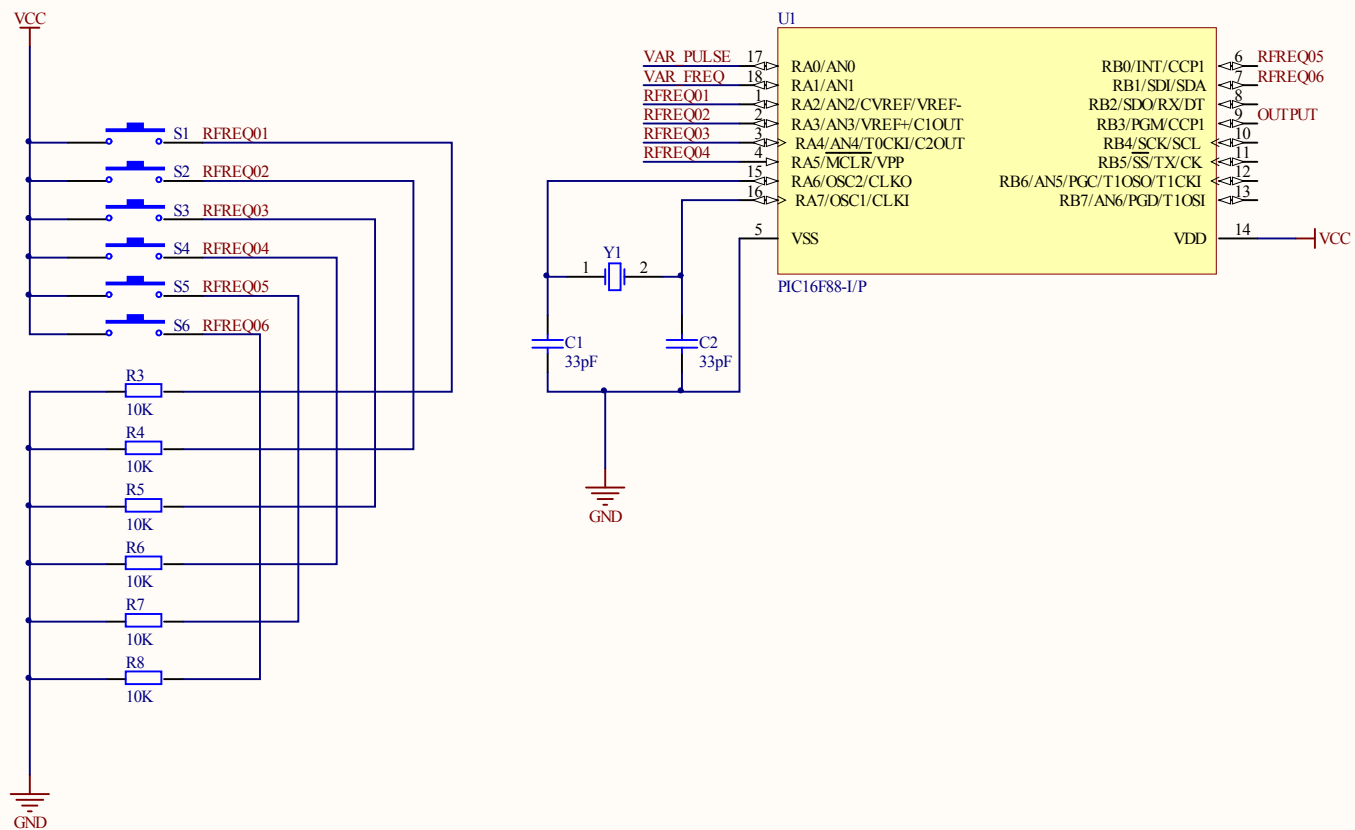 VCC
S1 RFREQ01
S2 RFREQ02
S3 RFREQ03
S4 RFREQ04
S5 RFREQ05
S6 RFREQ06
R3
10K
R4
10K
R5
10K
R6
10K
R7
10K
R8
10K
GND
Y1
1 2
C1
33pF
C2
33pF
GND
U1
VAR_PULSE 17 RA0/AN0
VAR_FREQ 18 RA1/AN1
RFREQ01 1 RA2/AN2/CVREF/VREF-
RFREQ02 2 RA3/AN3/VREF+/C1OUT
RFREQ03 3 RA4/AN4/T0CKI/C2OUT
RFREQ04 4 RA5/MCLR/VPP
15 RA6/OSC2/CLKO
16 RA7/OSC1/CLKI
5 VSS
RB0/INT/CCP1 6 RFREQ05
RB1/SDI/SDA 7 RFREQ06
RB2/SDO/RX/DT 8
RB3/PGM/CCP1 9 OUTPUT
RB4/SCK/SCL 10
RB5/SS/TX/CK 11
RB6/AN5/PGC/T1OSO/T1CKI 12
RB7/AN6/PGD/T1OSI 13
VDD 14 VCC
PIC16F88-I/P